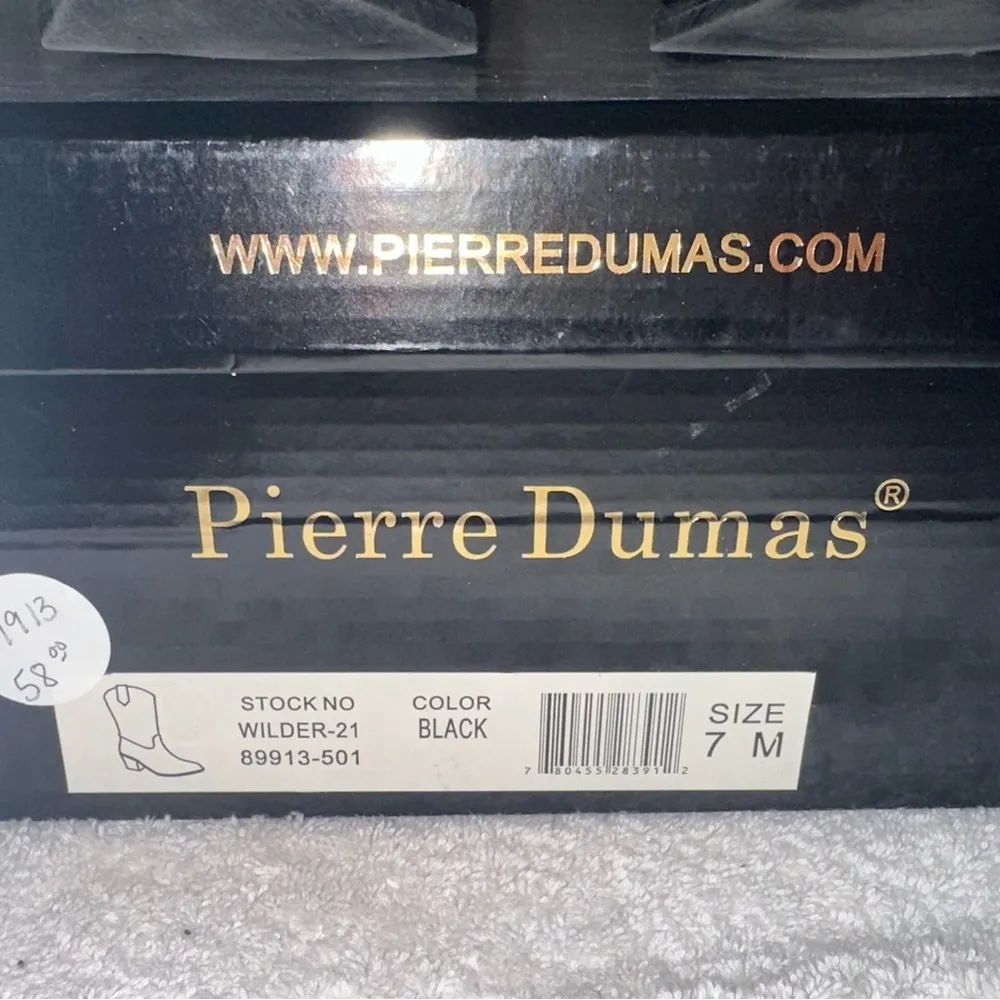 WWW.PIERREDUMAS.COM
Pierre Dumas®
1913
58.00
STOCK NO
WILDER-21
89913-501
COLOR
BLACK
7 80455 28391 2
SIZE
7 M